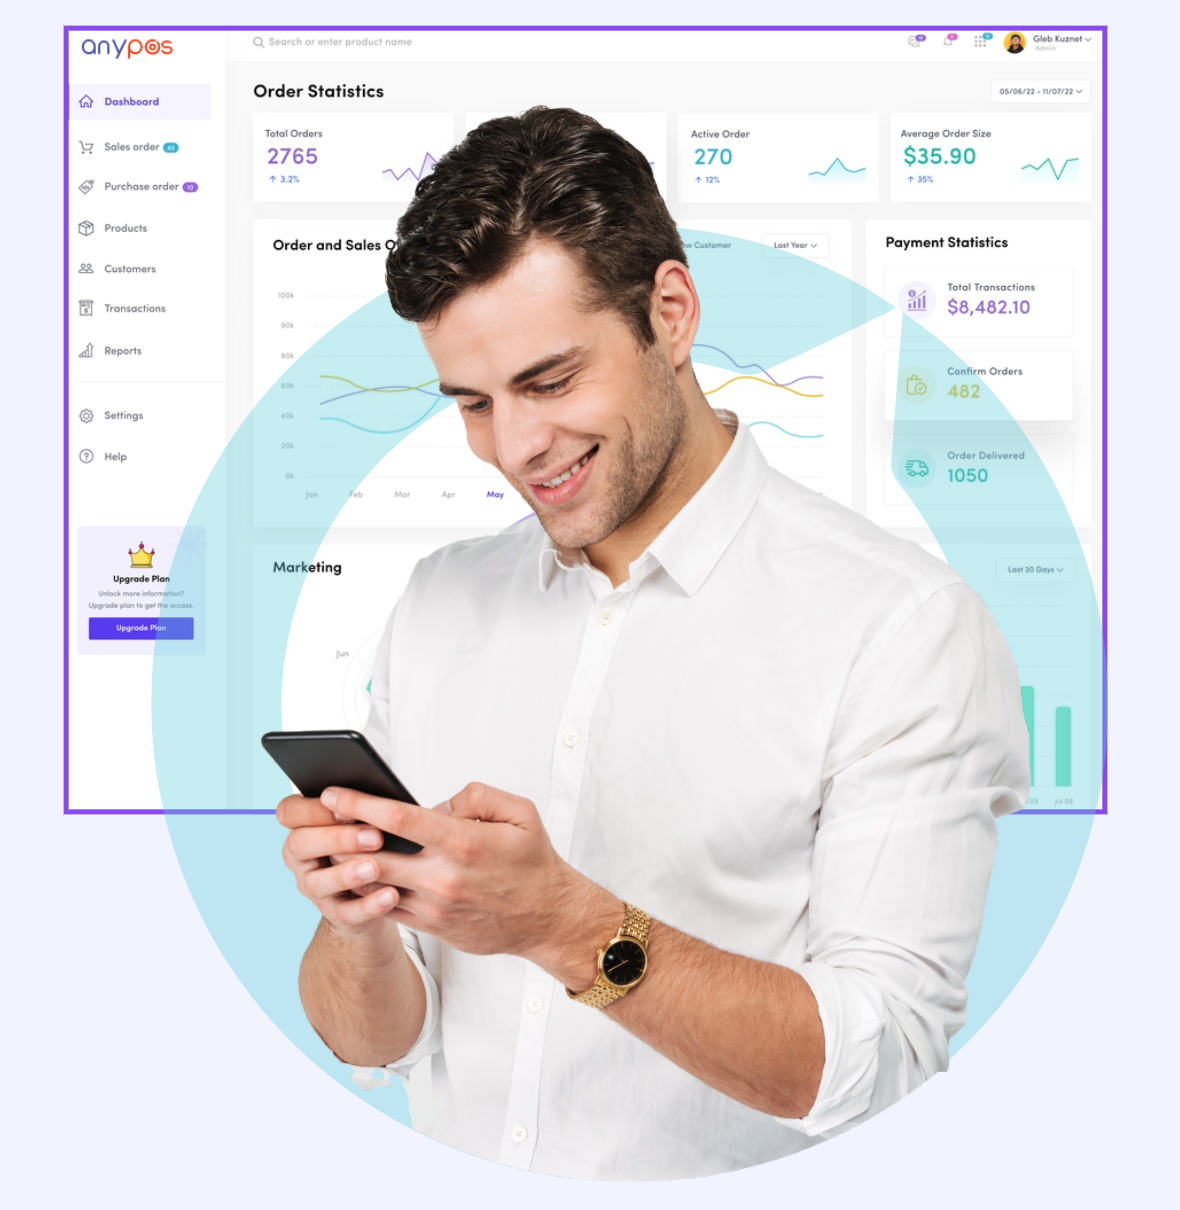 anypos
Search or enter product name
Gleb Kuznet
Admin
Dashboard
Sales order 45
Purchase order 10
Products
Customers
Transactions
Reports
Settings
Help
Upgrade Plan
Unlock more information?
Upgrade plan to get the access.
Upgrade Plan
Order Statistics
05/06/22 - 11/07/22
Total Orders
2765
↑ 3.2%
Active Order
270
↑ 12%
Average Order Size
$35.90
↑ 35%
Order and Sales O
Customer
Last Year
100k
90k
80k
60k
40k
20k
0k
Jan Feb Mar Apr May
Payment Statistics
Total Transactions
$8,482.10
Confirm Orders
482
Order Delivered
1050
Marketing
Last 30 Days
Jun
03 Jul 06